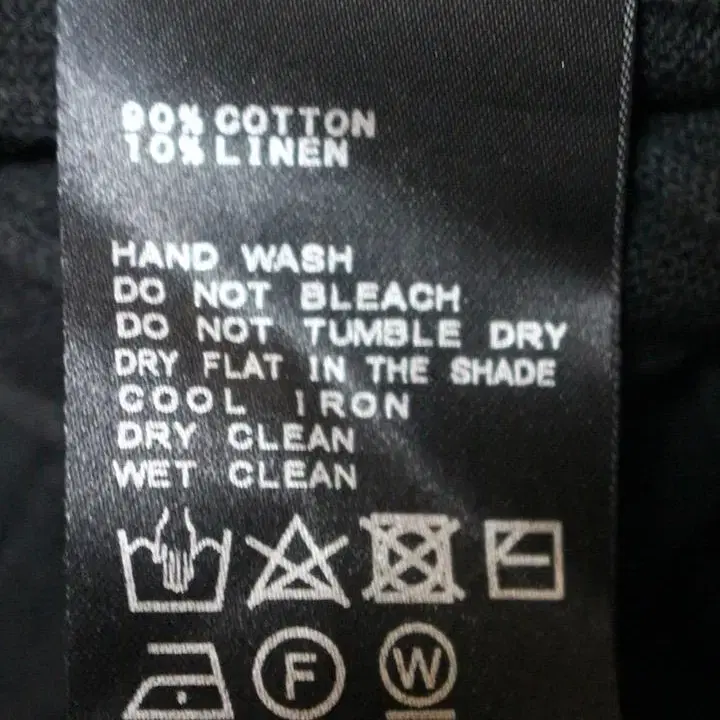 90% COTTON
10% LINEN
HAND WASH
DO NOT BLEACH
DO NOT TUMBLE DRY
DRY FLAT IN THE SHADE
COOL IRON
DRY CLEAN
WET CLEAN
F W